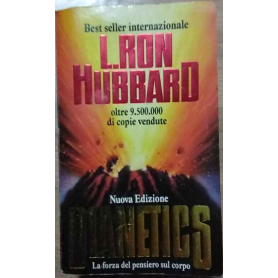 Best seller internazionale
L.RON
HUBBARD
oltre 9.500.000
di copie vendute
Nuova Edizione
DIANETICS
La forza del pensiero sul corpo